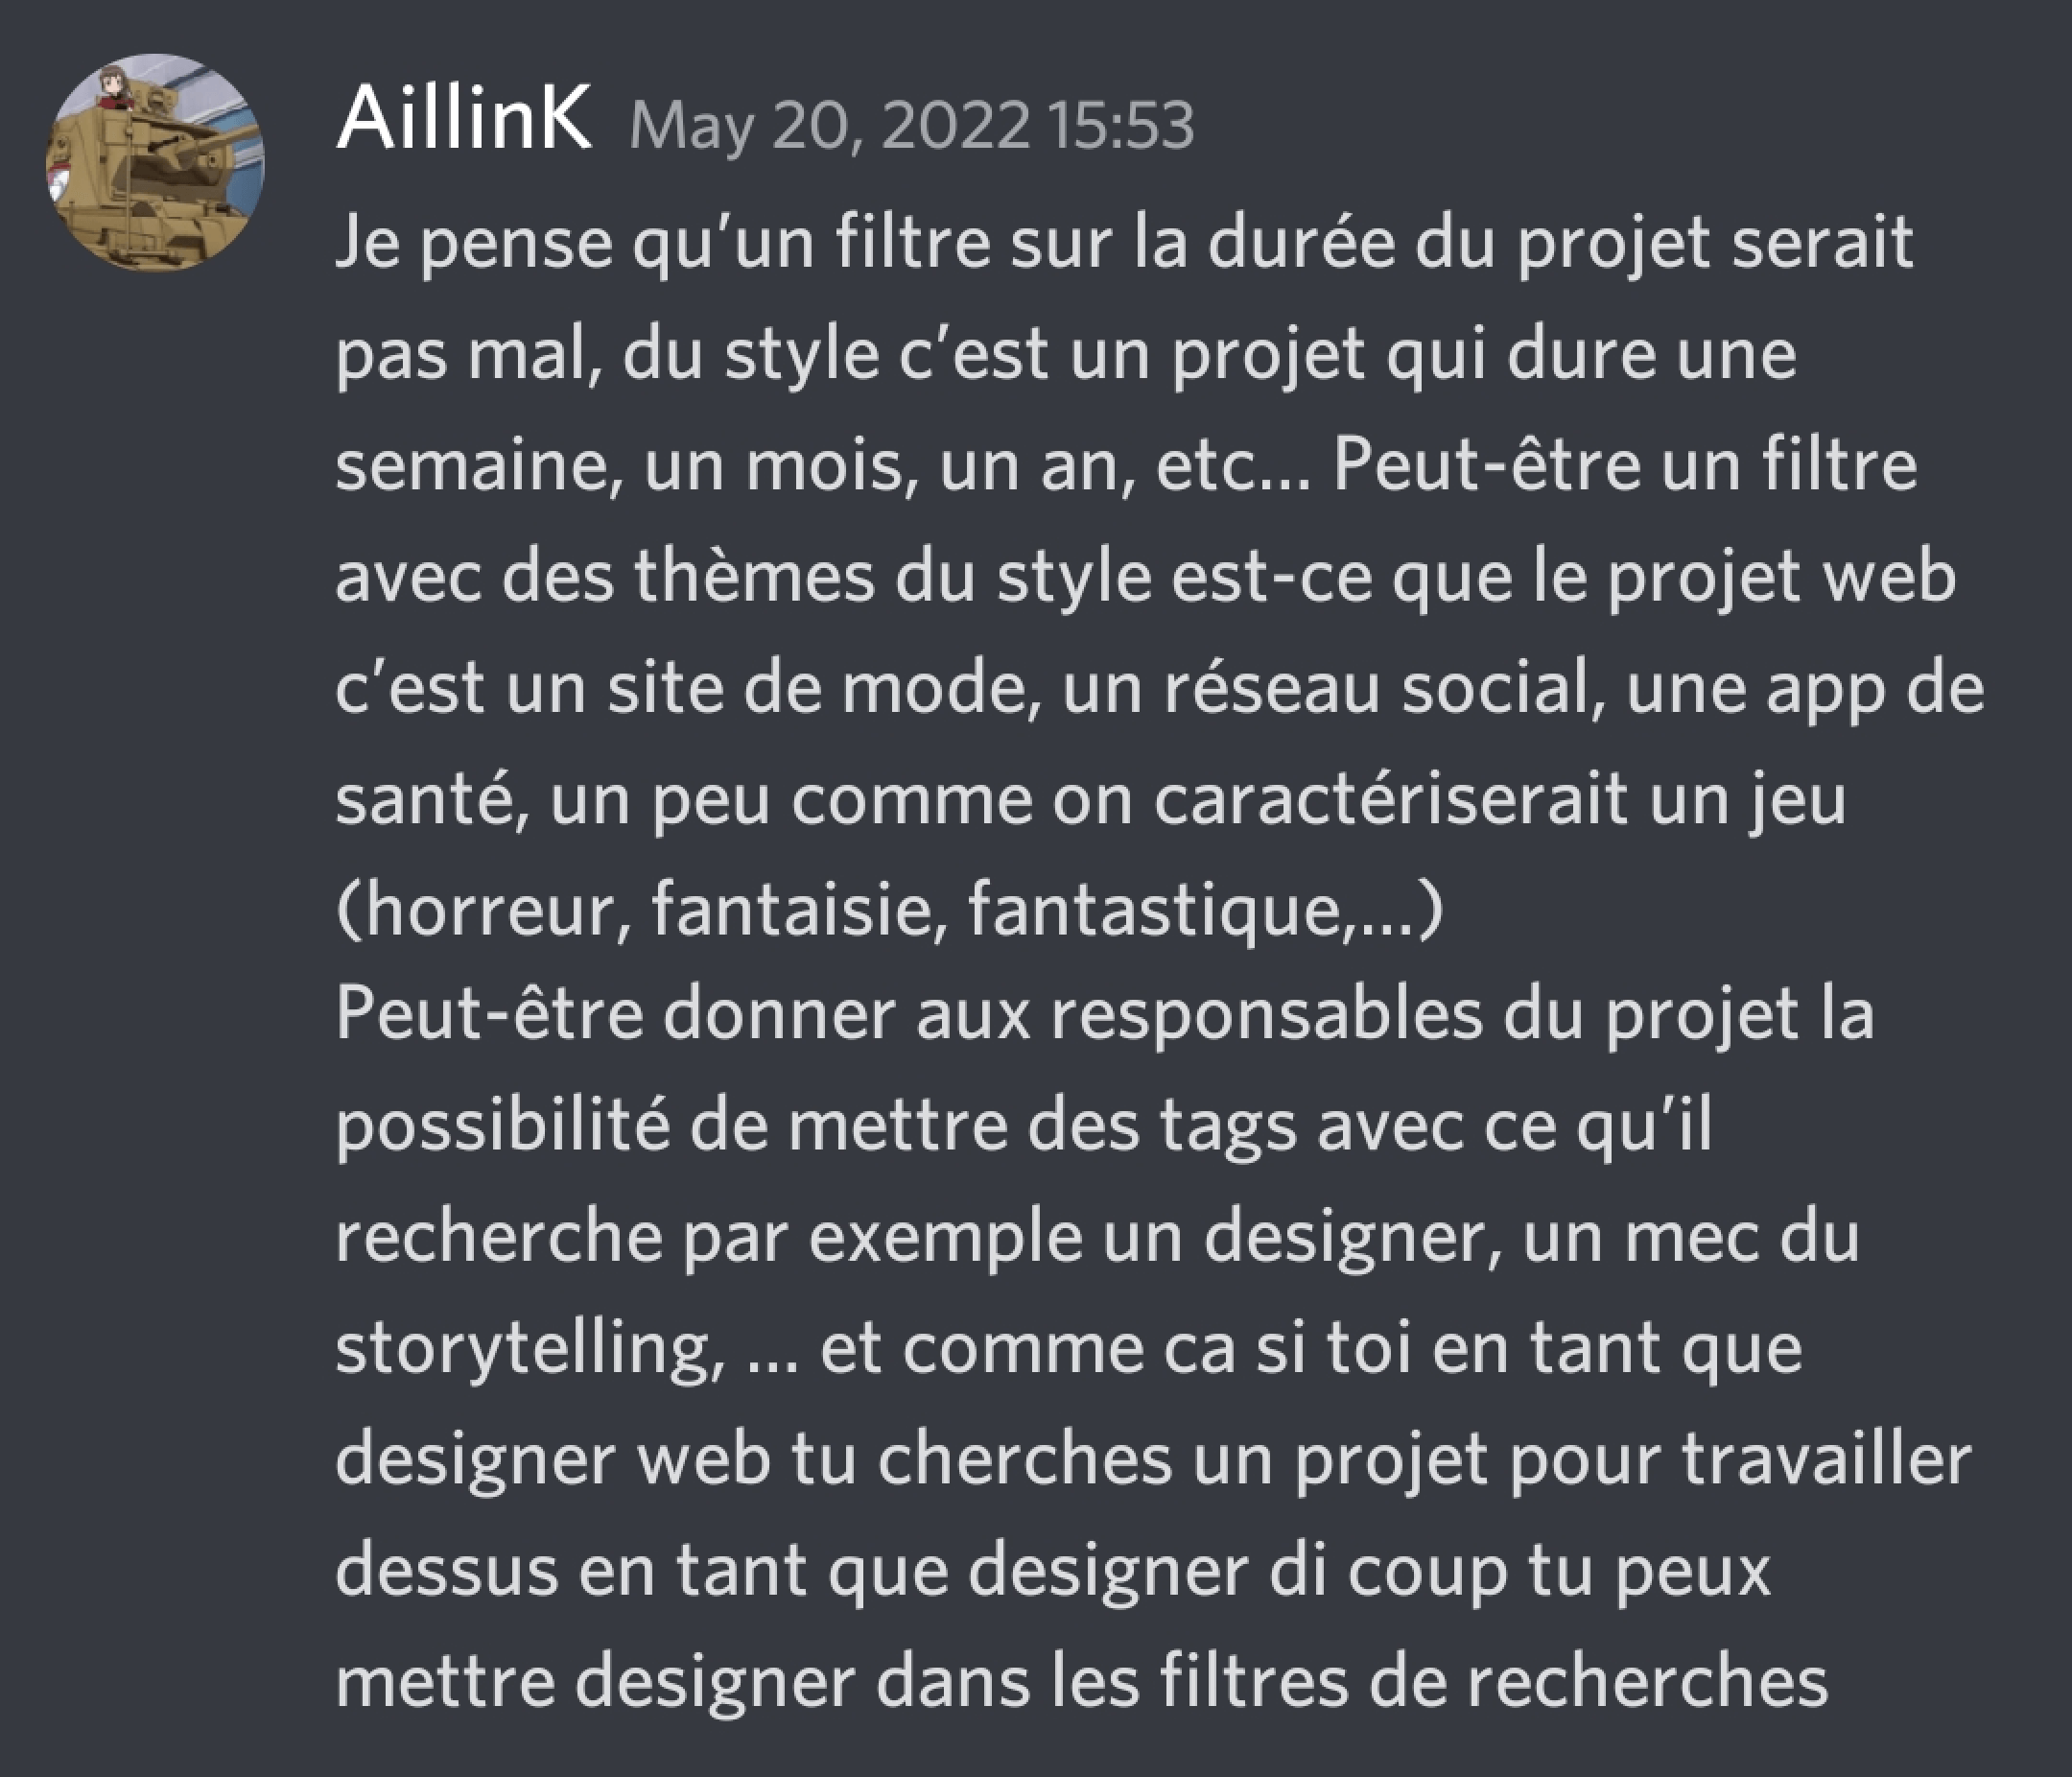 AillinK May 20, 2022 15:53
Je pense qu’un filtre sur la durée du projet serait
pas mal, du style c’est un projet qui dure une
semaine, un mois, un an, etc... Peut-être un filtre
avec des thèmes du style est-ce que le projet web
c’est un site de mode, un réseau social, une app de
santé, un peu comme on caractériserait un jeu
(horreur, fantaisie, fantastique,...)
Peut-être donner aux responsables du projet la
possibilité de mettre des tags avec ce qu’il
recherche par exemple un designer, un mec du
storytelling, ... et comme ca si toi en tant que
designer web tu cherches un projet pour travailler
dessus en tant que designer di coup tu peux
mettre designer dans les filtres de recherches